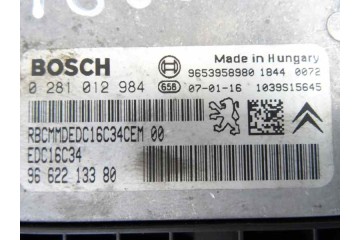 BOSCH
Made in Hungary
9653958980 1844 0072
0 281 012 984 658 07-01-16 1039S15645
RBCMMDEDC16C34CEM 00
EDC16C34
96 622 133 80